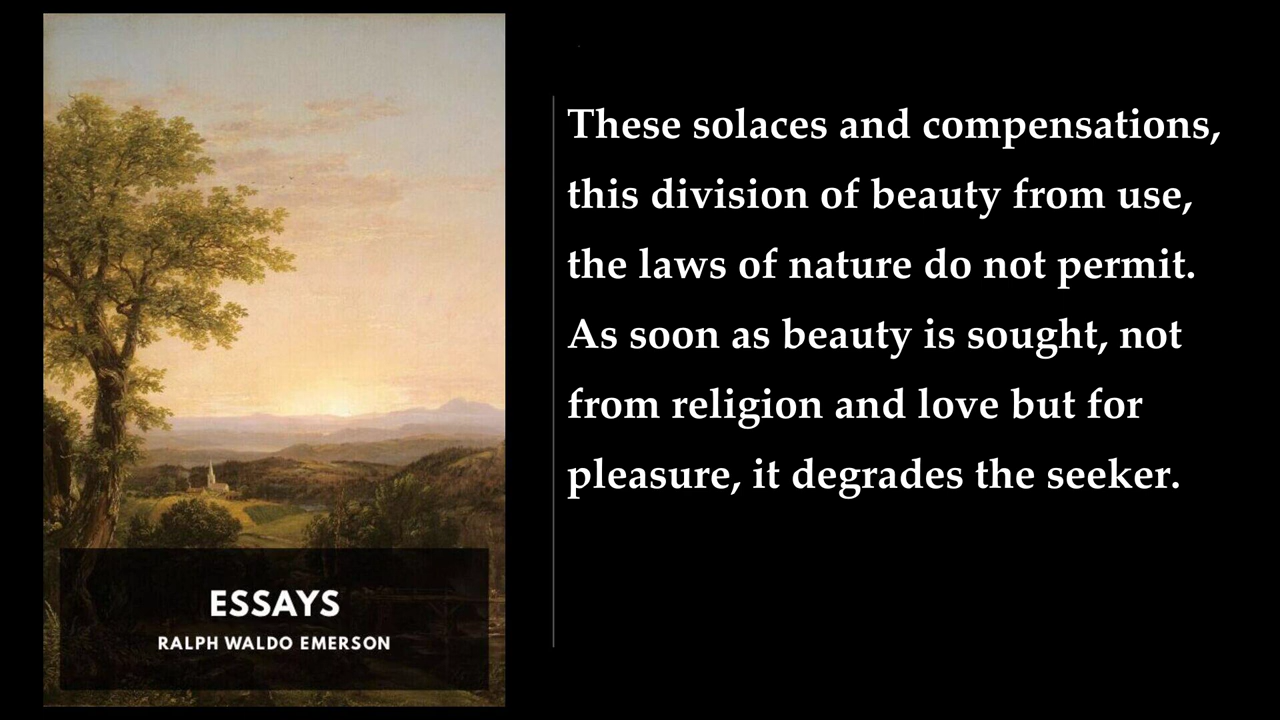 ESSAYS
RALPH WALDO EMERSON
These solaces and compensations,
this division of beauty from use,
the laws of nature do not permit.
As soon as beauty is sought, not
from religion and love but for
pleasure, it degrades the seeker.